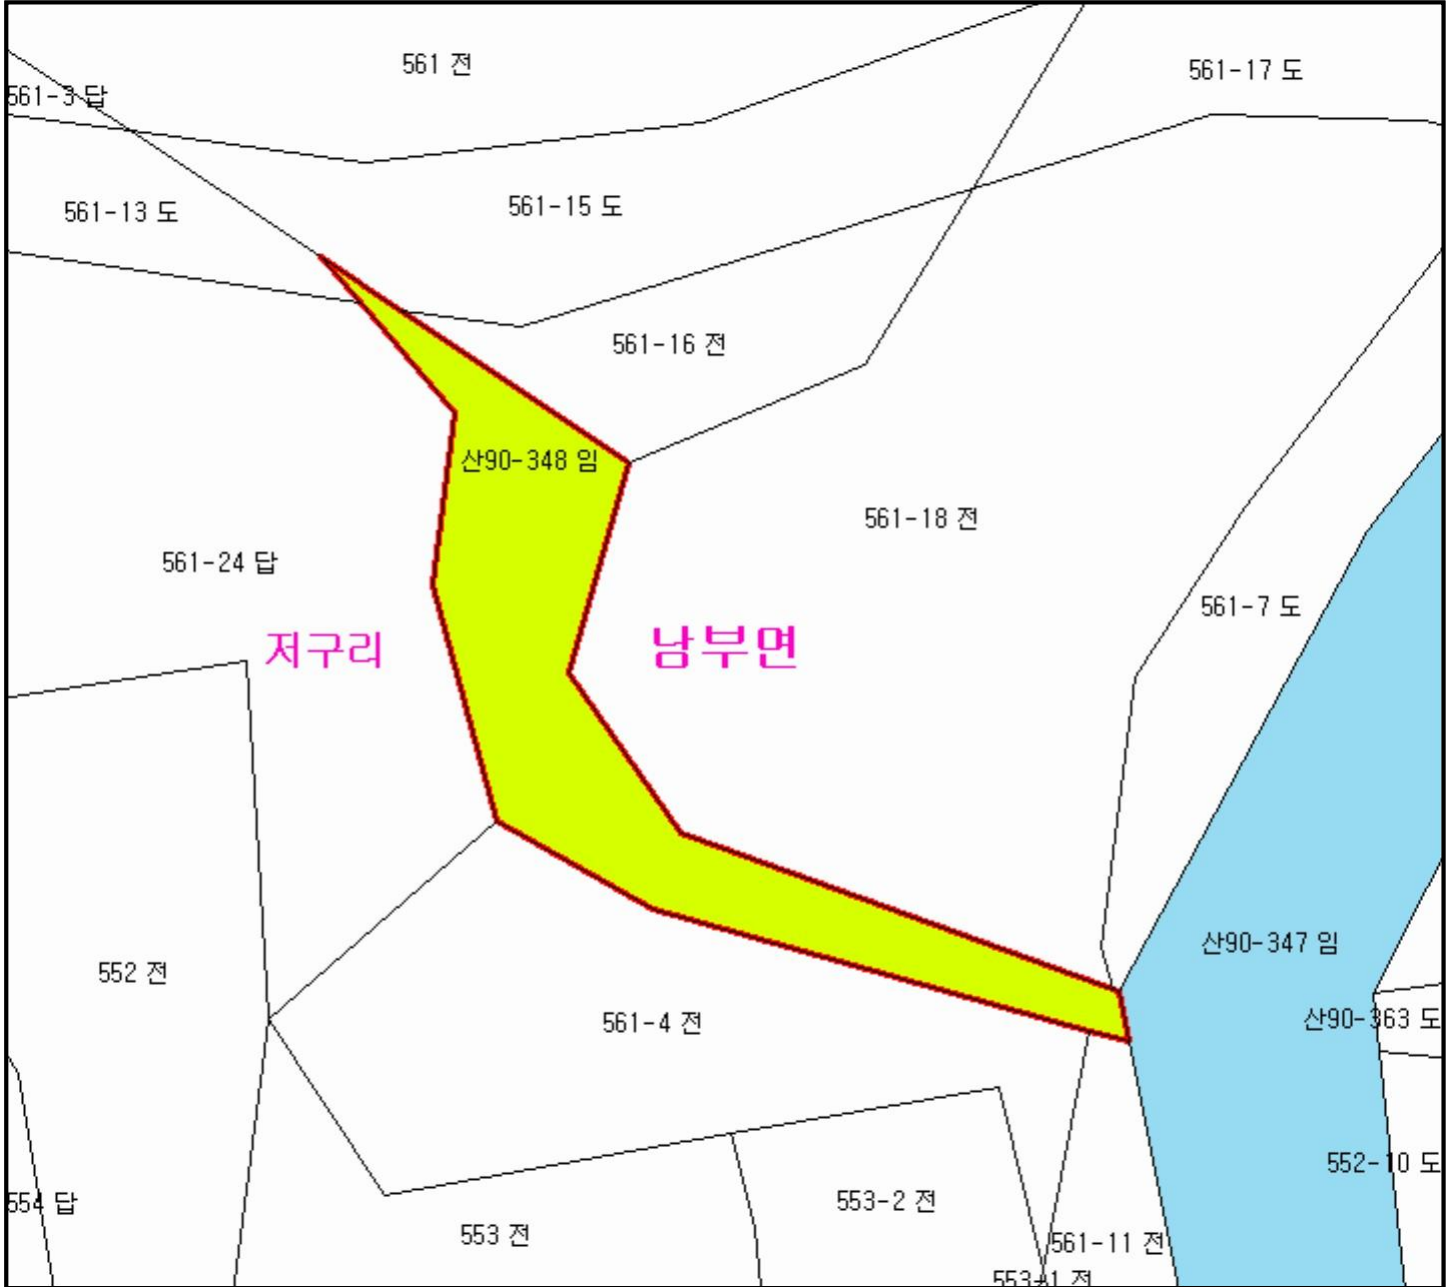 561 전
561-17 도
561-3 답
561-13 도
561-15 도
561-16 전
산90-348 임
561-18 전
561-24 답
561-7 도
저구리
남부면
산90-347 임
552 전
561-4 전
산90-363 도
552-10 도
554 답
553-2 전
553 전
561-11 전
553-1 전